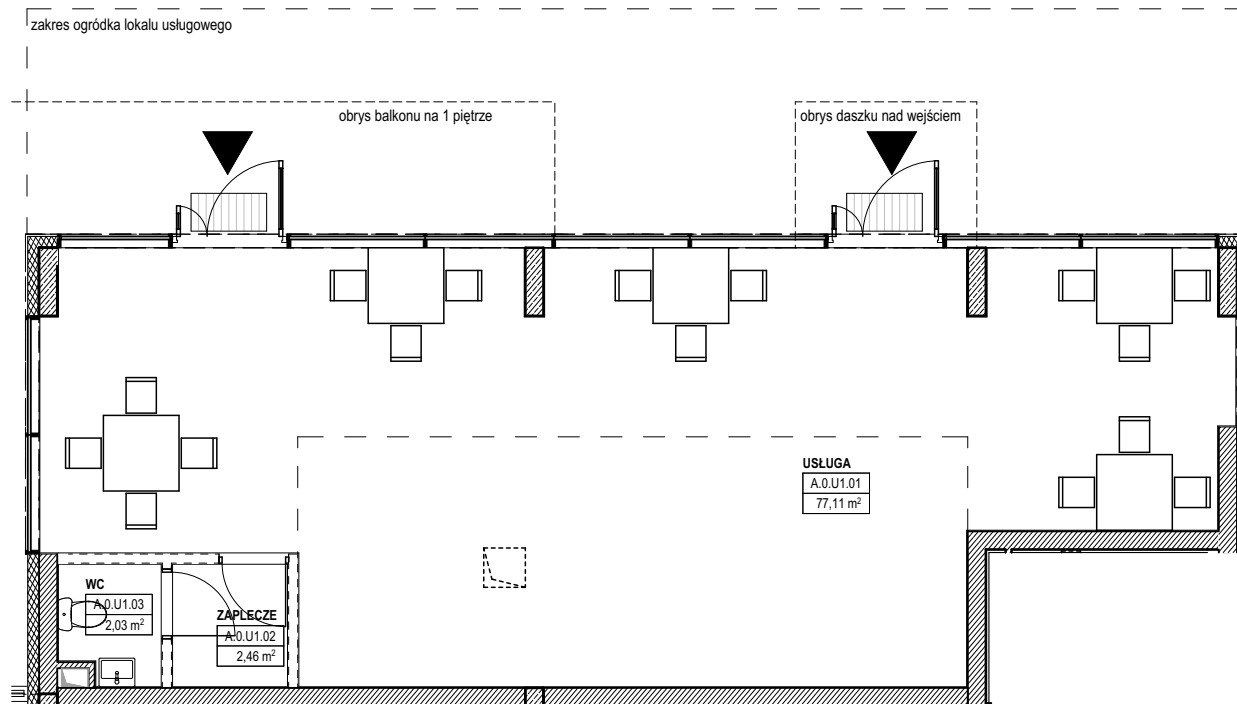 zakres ogródka lokalu usługowego
obrys balkonu na 1 piętrze
obrys daszku nad wejściem
USŁUGA
A.0.U1.01
77,11 m²
WC
A.0.U1.03
2,03 m²
ZAPLECZE
A.0.U1.02
2,46 m²